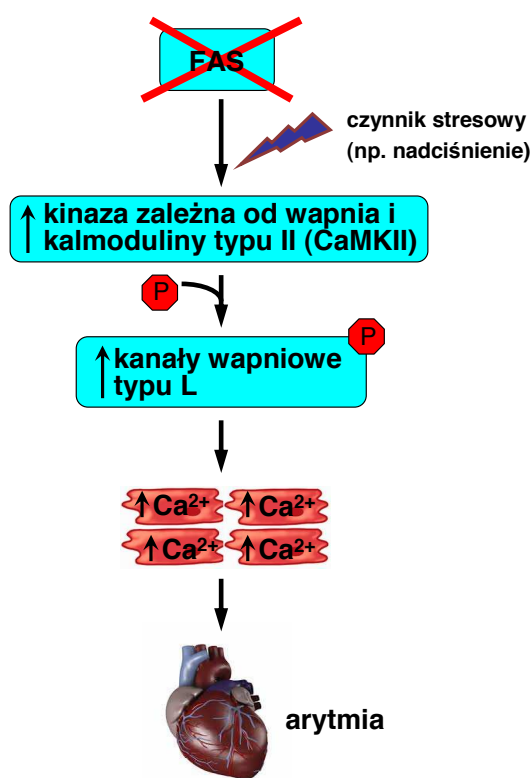 FAS
czynnik stresowy
(np. nadciśnienie)
↑ kinaza zależna od wapnia i
kalmoduliny typu II (CaMKII)
P
P
↑ kanały wapniowe
typu L
↑Ca²⁺ ↑Ca²⁺
↑Ca²⁺ ↑Ca²⁺
arytmia